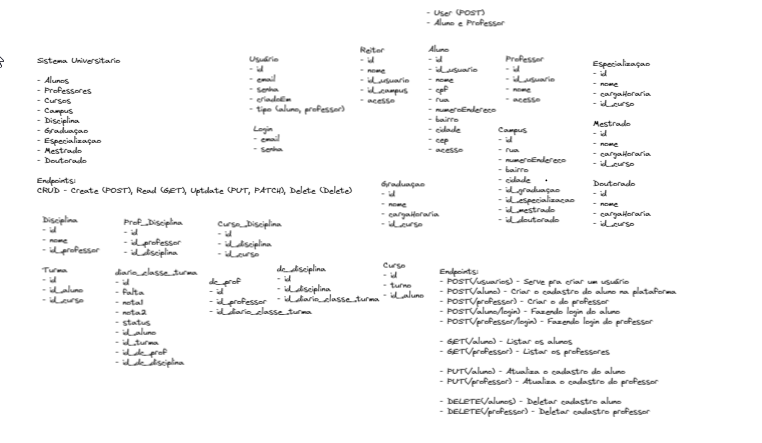 - User (POST)
- Aluno e Professor
Sistema Universitario
- Alunos
- Professores
- Cursos
- Campus
- Disciplina
- Graduaçao
- Especializaçao
- Mestrado
- Doutorado
Endpoints:
CRUD - Create (POST), Read (GET), Uptdate (PUT, PATCH), Delete (Delete)
Usuário
- id
- email
- senha
- criadoEm
- tipo (aluno, professor)
Login
- email
- senha
Reitor
- id
- nome
- id_usuario
- id_campus
- acesso
Aluno
- id
- id_usuario
- nome
- cpf
- rua
- numeroEndereco
- bairro
- cidade
- cep
- acesso
Professor
- id
- id_usuario
- nome
- acesso
Campus
- id
- rua
- numeroEndereco
- bairro
- cidade
- id_graduaçao
- id_especializacao
- id_mestrado
- id_doutorado
Especializaçao
- id
- nome
- cargaHoraria
- id_curso
Mestrado
- id
- nome
- cargaHoraria
- id_curso
Doutorado
- id
- nome
- cargaHoraria
- id_curso
Graduaçao
- id
- nome
- cargaHoraria
- id_curso
Disciplina
- id
- nome
- id_professor
Prof_Disciplina
- id
- id_professor
- id_disciplina
Curso_Disciplina
- id
- id_disciplina
- id_curso
Turma
- id
- id_aluno
- id_curso
diario_classe_turma
- id
- falta
- nota1
- nota2
- status
- id_aluno
- id_turma
- id_dc_prof
- id_dc_disciplina
dc_prof
- id
- id_professor
- id_diario_classe_turma
dc_disciplina
- id
- id_disciplina
- id_diario_classe_turma
Curso
- id
- turno
- id_aluno
Endpoints:
- POST(/usuarios) - Serve pra criar um usuário
- POST(/aluno) - Criar o cadastro do aluno na plataforma
- POST(/professor) - Criar o do professor
- POST(/aluno/login) - Fazendo login do aluno
- POST(/professor/login) - Fazendo login do professor
- GET(/aluno) - Listar os alunos
- GET(/professor) - Listar os professores
- PUT(/aluno) - Atualiza o cadastro do aluno
- PUT(/professor) - Atualiza o cadastro do professor
- DELETE(/alunos) - Deletar cadastro aluno
- DELETE(/professor) - Deletar cadastro professor